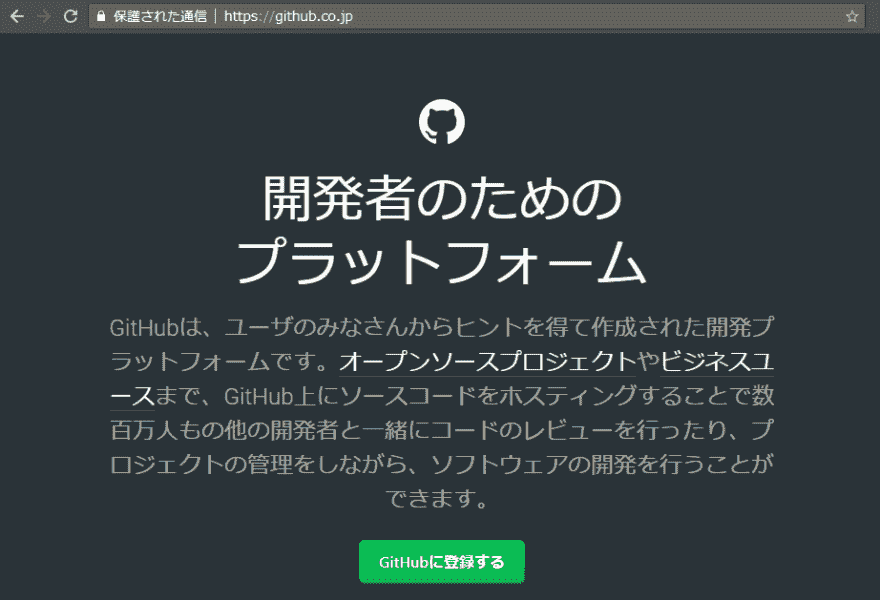 保護された通信 | https://github.co.jp
開発者のための
プラットフォーム
GitHubは、ユーザのみなさんからヒントを得て作成された開発プ
ラットフォームです。オープンソースプロジェクトやビジネスユ
ースまで、GitHub上にソースコードをホスティングすることで数
百万人もの他の開発者と一緒にコードのレビューを行ったり、プ
ロジェクトの管理をしながら、ソフトウェアの開発を行うことが
できます。
GitHubに登録する